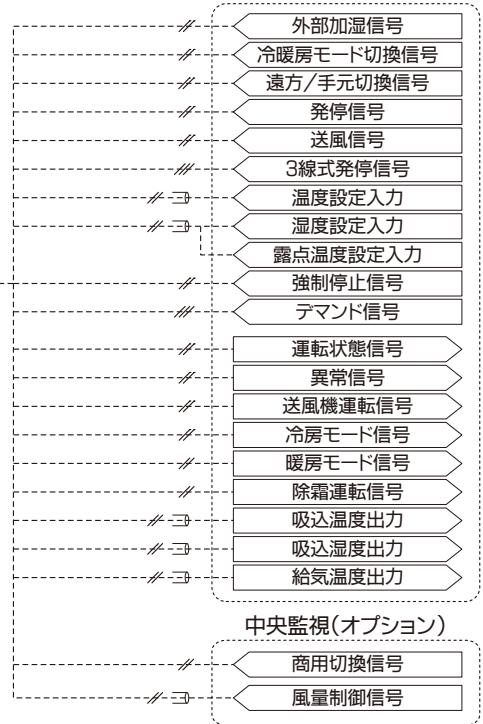 外部加湿信号
冷暖房モード切換信号
遠方/手元切換信号
発停信号
送風信号
3線式発停信号
温度設定入力
湿度設定入力
露点温度設定入力
強制停止信号
デマンド信号
運転状態信号
異常信号
送風機運転信号
冷房モード信号
暖房モード信号
除霜運転信号
吸込温度出力
吸込湿度出力
給気温度出力
中央監視(オプション)
商用切換信号
風量制御信号